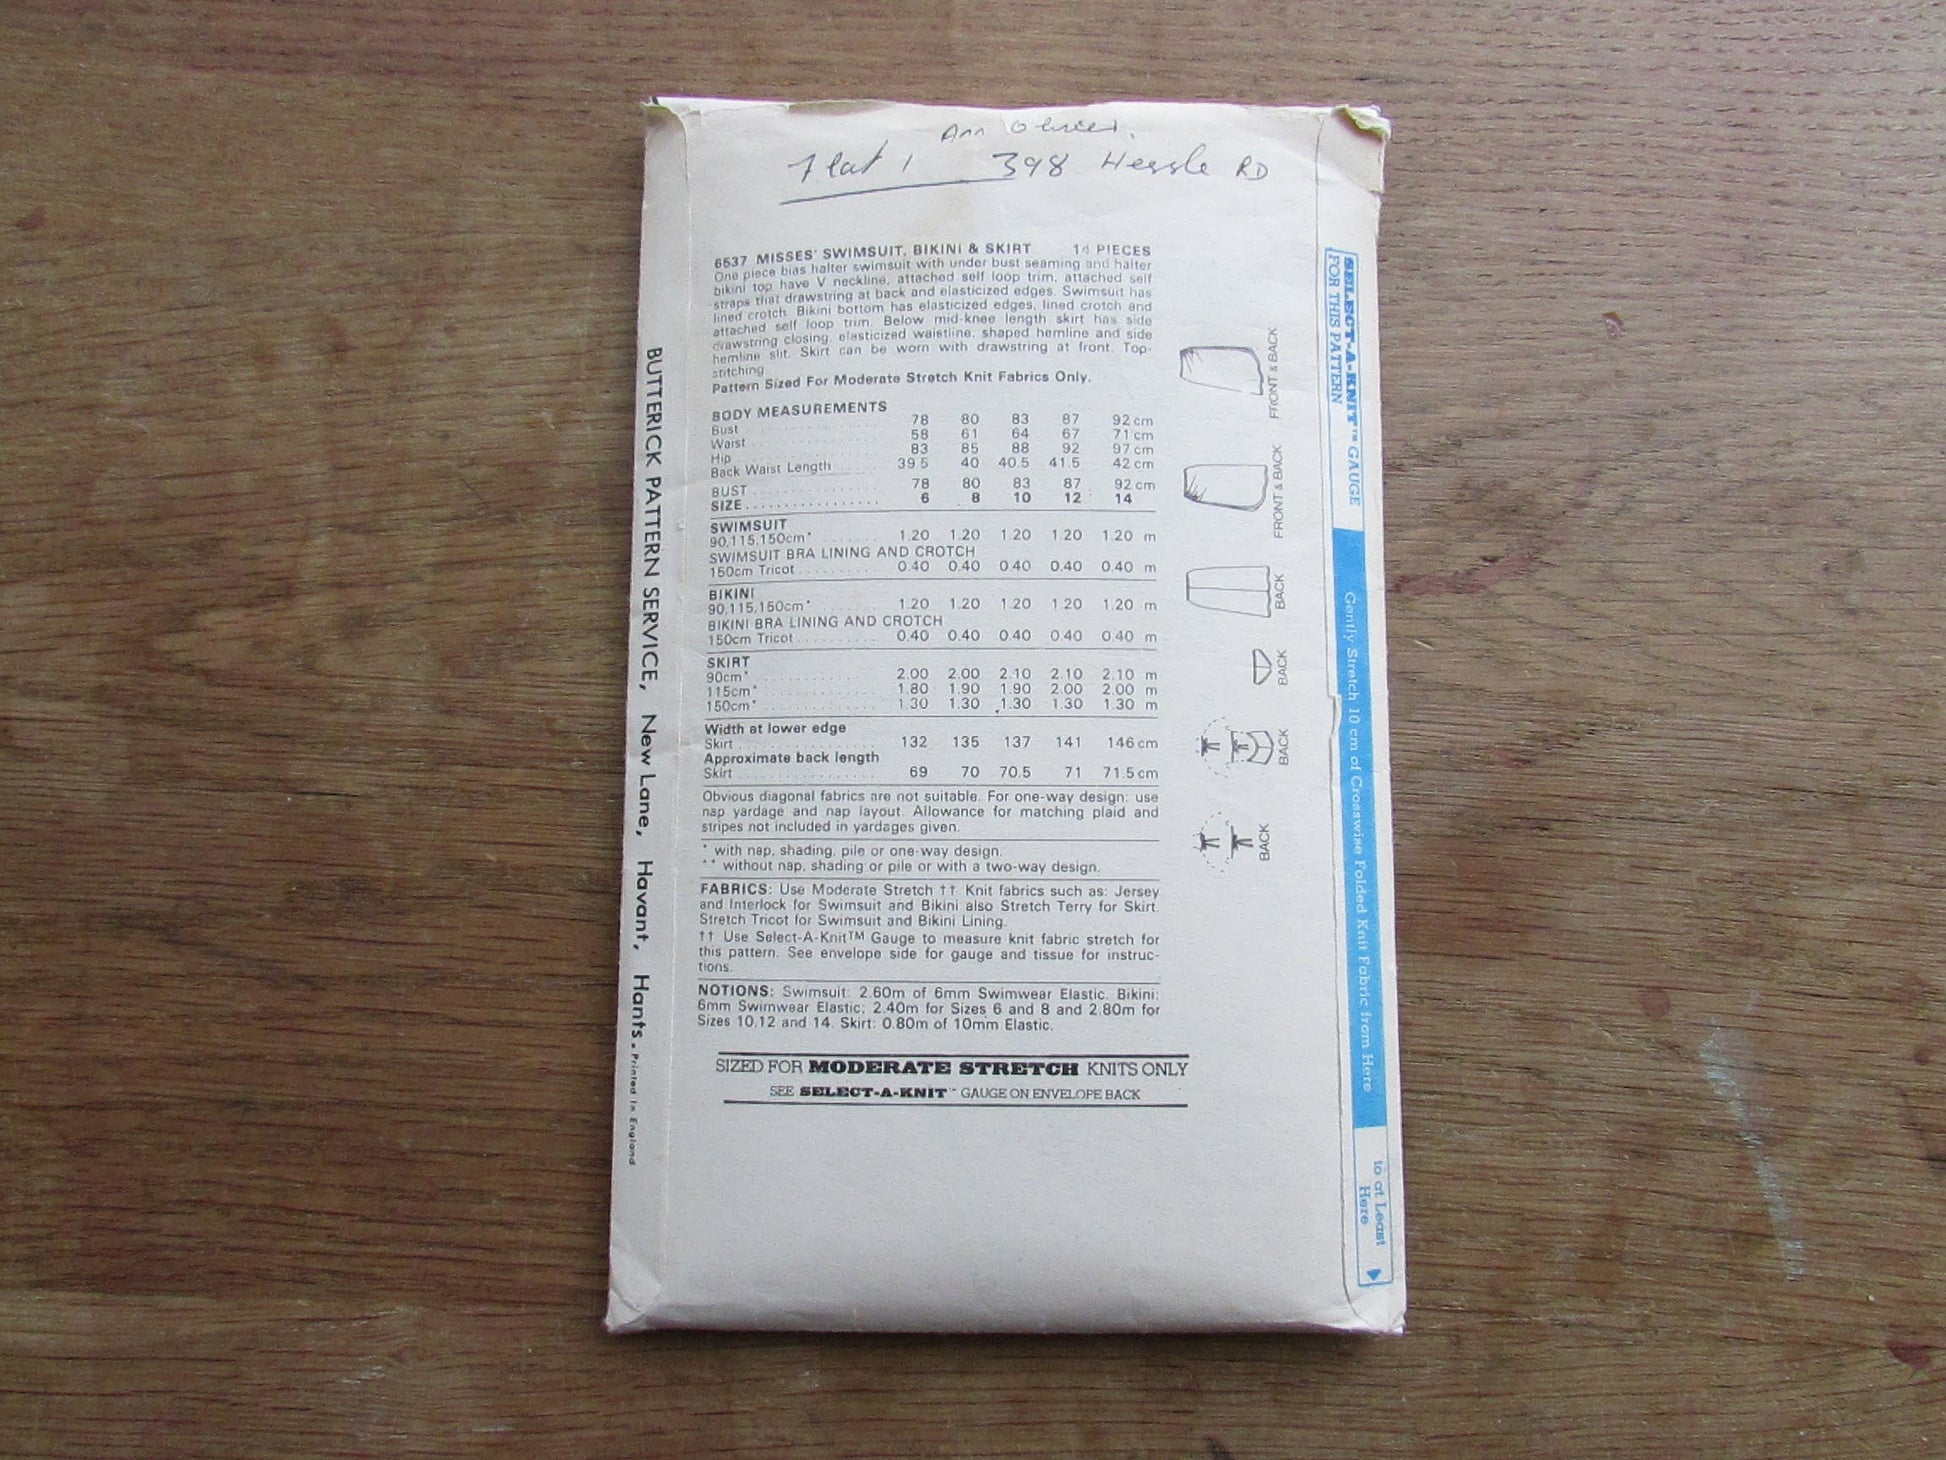 Ann
Flat 1 398 Hessle RD
6537 MISSES' SWIMSUIT, BIKINI & SKIRT 14 PIECES
One piece bias halter swimsuit with under bust seaming and halter
bikini top have V neckline, attached self loop trim, attached self
straps that drawstring at back and elasticized edges. Swimsuit has
lined crotch. Bikini bottom has elasticized edges, lined crotch and
attached self loop trim. Below mid-knee length skirt has side
drawstring closing, elasticized waistline, shaped hemline and side
hemline slit. Skirt can be worn with drawstring at front. Top-
stitching
Pattern Sized For Moderate Stretch Knit Fabrics Only.
BODY MEASUREMENTS
Bust 78 80 83 87 92 cm
Waist 58 61 64 67 71 cm
Hip 83 85 88 92 97 cm
Back Waist Length 39.5 40 40.5 41.5 42 cm
BUST 78 80 83 87 92 cm
SIZE 6 8 10 12 14
SWIMSUIT
90,115,150cm* 1.20 1.20 1.20 1.20 1.20 m
SWIMSUIT BRA LINING AND CROTCH
150cm Tricot 0.40 0.40 0.40 0.40 0.40 m
BIKINI
90,115,150cm* 1.20 1.20 1.20 1.20 1.20 m
BIKINI BRA LINING AND CROTCH
150cm Tricot 0.40 0.40 0.40 0.40 0.40 m
SKIRT
90cm* 2.00 2.00 2.10 2.10 2.10 m
115cm* 1.80 1.90 1.90 2.00 2.00 m
150cm* 1.30 1.30 1.30 1.30 1.30 m
Width at lower edge
Skirt 132 135 137 141 146 cm
Approximate back length
Skirt 69 70 70.5 71 71.5 cm
Obvious diagonal fabrics are not suitable. For one-way design: use
nap yardage and nap layout. Allowance for matching plaid and
stripes not included in yardages given.
* with nap, shading, pile or one-way design.
** without nap, shading or pile or with a two-way design.
FABRICS: Use Moderate Stretch †† Knit fabrics such as: Jersey
and Interlock for Swimsuit and Bikini also Stretch Terry for Skirt.
Stretch Tricot for Swimsuit and Bikini Lining.
†† Use Select-A-Knit™ Gauge to measure knit fabric stretch for
this pattern. See envelope side for gauge and tissue for instruc-
tions.
NOTIONS: Swimsuit: 2.60m of 6mm Swimwear Elastic. Bikini:
6mm Swimwear Elastic; 2.40m for Sizes 6 and 8 and 2.80m for
Sizes 10,12 and 14. Skirt: 0.80m of 10mm Elastic.
SIZED FOR MODERATE STRETCH KNITS ONLY
SEE SELECT-A-KNIT™ GAUGE ON ENVELOPE BACK
BUTTERICK PATTERN SERVICE, New Lane, Havant, Hants • Printed in England
FRONT & BACK
FRONT & BACK
BACK
BACK
BACK
BACK
SELECT-A-KNIT™ GAUGE
FOR THIS PATTERN
Gently Stretch 10 cm of Crosswise Folded Knit Fabric from Here
to at Least
Here